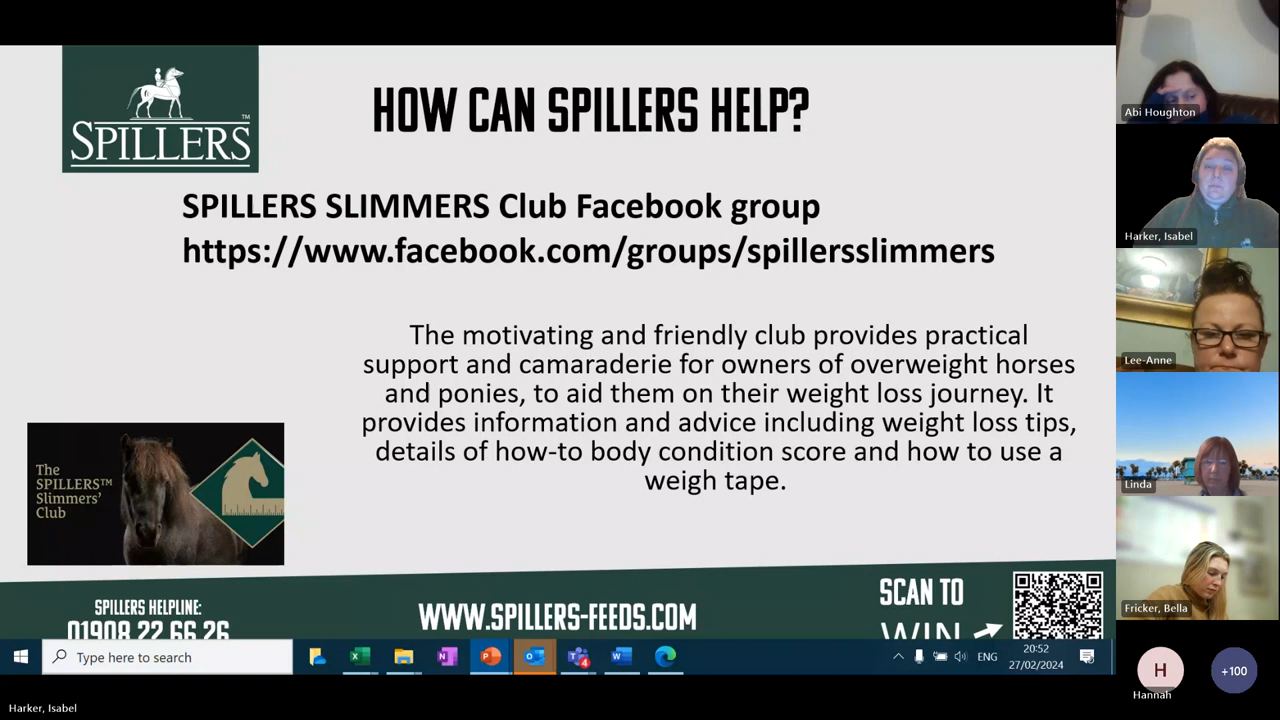 SPILLERS™
HOW CAN SPILLERS HELP?
SPILLERS SLIMMERS Club Facebook group
https://www.facebook.com/groups/spillersslimmers
The motivating and friendly club provides practical
support and camaraderie for owners of overweight horses
and ponies, to aid them on their weight loss journey. It
provides information and advice including weight loss tips,
details of how-to body condition score and how to use a
weigh tape.
The
SPILLERS™
Slimmers'
Club
SPILLERS HELPLINE:
01908 22 66 26
WWW.SPILLERS-FEEDS.COM
SCAN TO
WIN
Type here to search
4
ENG
20:52
27/02/2024
Abi Houghton
Harker, Isabel
Lee-Anne
Linda
Fricker, Bella
H
Hannah
+100
Harker, Isabel